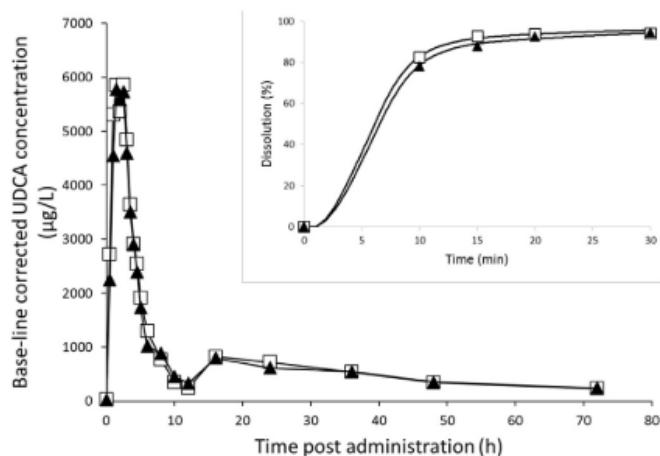 7000
6000
5000
4000
3000
2000
1000
0
Base-line corrected UDCA concentration
(µg/L)
0 10 20 30 40 50 60 70 80
Time post administration (h)
100
80
60
40
20
0
Dissolution (%)
0 5 10 15 20 25 30
Time (min)